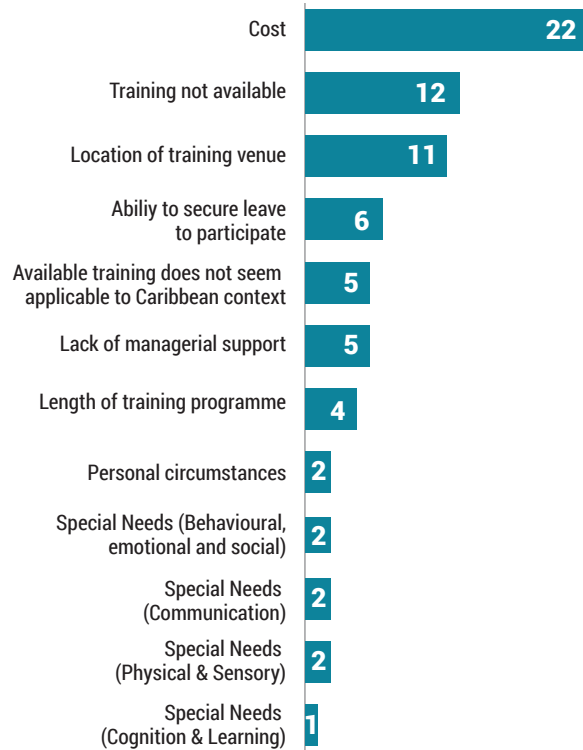 Cost
22
Training not available
12
Location of training venue
11
Abiliy to secure leave
to participate
6
Available training does not seem
applicable to Caribbean context
5
Lack of managerial support
5
Length of training programme
4
Personal circumstances
2
Special Needs (Behavioural,
emotional and social)
2
Special Needs
(Communication)
2
Special Needs
(Physical & Sensory)
2
Special Needs
(Cognition & Learning)
1